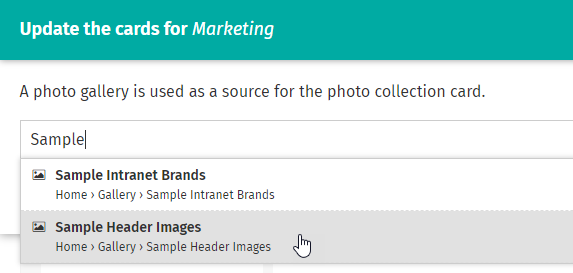 Update the cards for Marketing
A photo gallery is used as a source for the photo collection card.
Sample
Sample Intranet Brands
Home › Gallery › Sample Intranet Brands
Sample Header Images
Home › Gallery › Sample Header Images